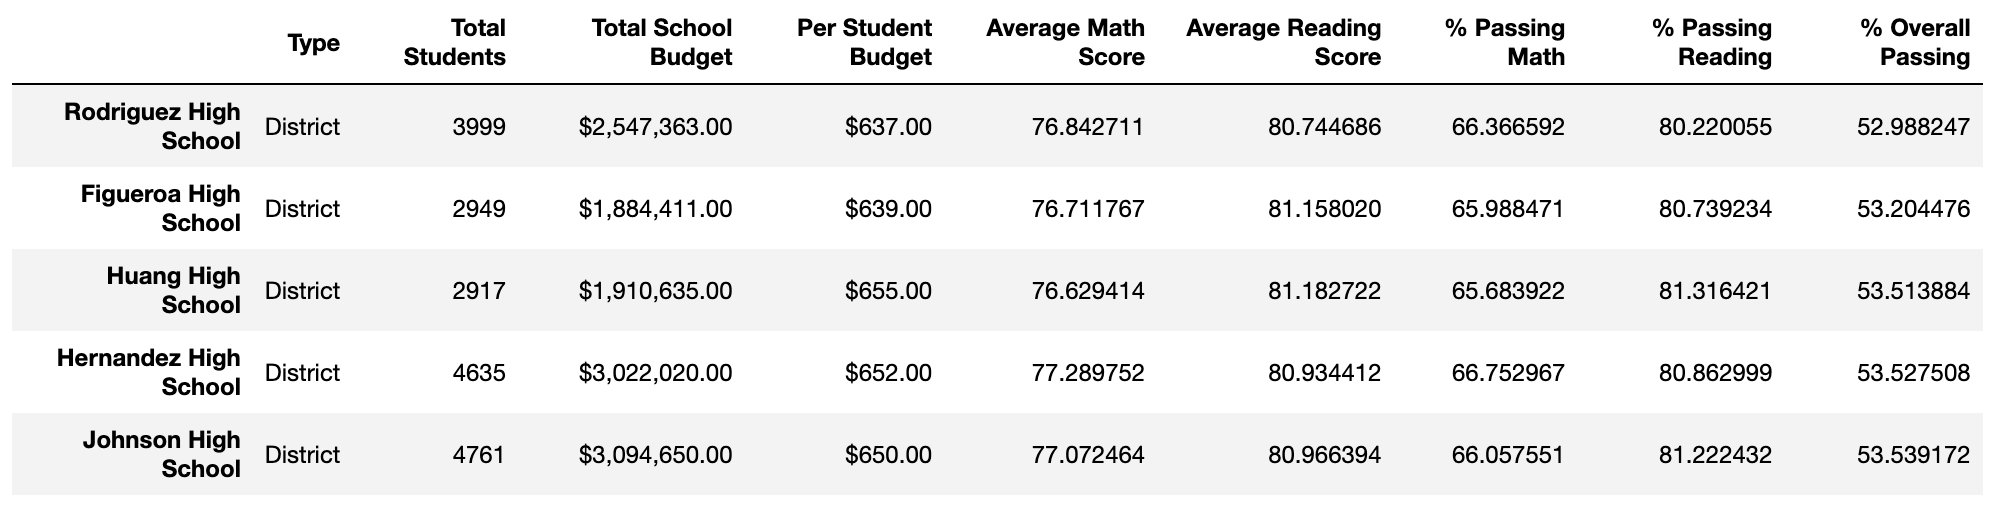 Type Total Students Total School Budget Per Student Budget Average Math Score Average Reading Score % Passing Math % Passing Reading % Overall Passing
Rodriguez High School District 3999 $2,547,363.00 $637.00 76.842711 80.744686 66.366592 80.220055 52.988247
Figueroa High School District 2949 $1,884,411.00 $639.00 76.711767 81.158020 65.988471 80.739234 53.204476
Huang High School District 2917 $1,910,635.00 $655.00 76.629414 81.182722 65.683922 81.316421 53.513884
Hernandez High School District 4635 $3,022,020.00 $652.00 77.289752 80.934412 66.752967 80.862999 53.527508
Johnson High School District 4761 $3,094,650.00 $650.00 77.072464 80.966394 66.057551 81.222432 53.539172